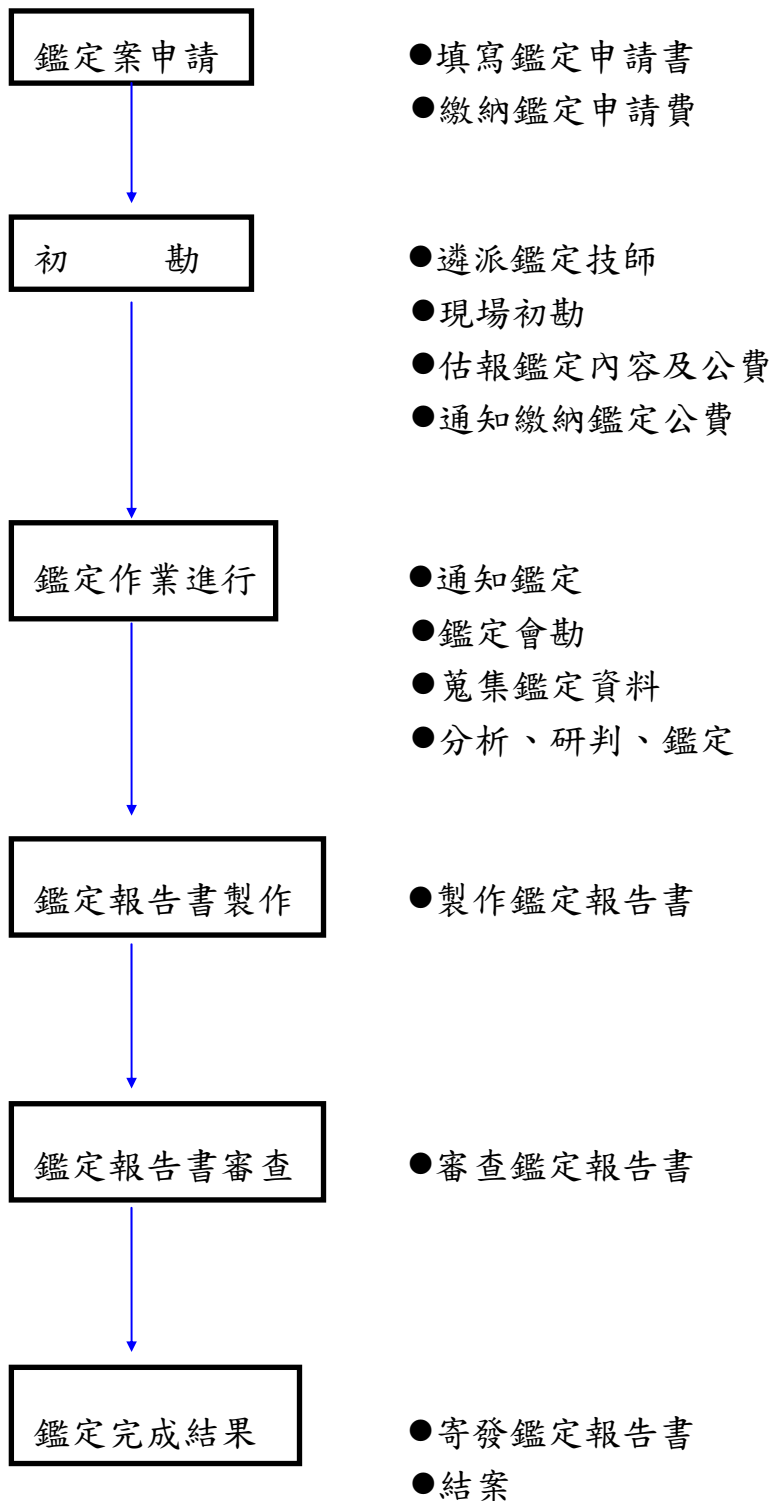 鑑定案申請
●填寫鑑定申請書
●繳納鑑定申請費
初 勘
●遴派鑑定技師
●現場初勘
●估報鑑定內容及公費
●通知繳納鑑定公費
鑑定作業進行
●通知鑑定
●鑑定會勘
●蒐集鑑定資料
●分析、研判、鑑定
鑑定報告書製作
●製作鑑定報告書
鑑定報告書審查
●審查鑑定報告書
鑑定完成結果
●寄發鑑定報告書
●結案